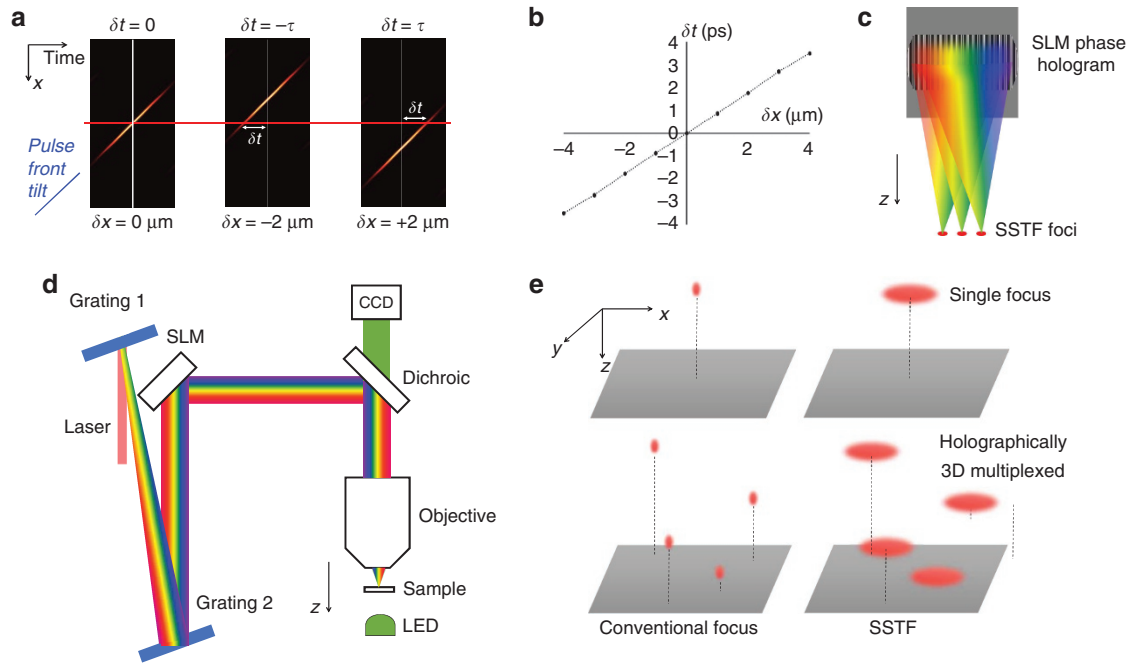 a
δt = 0
δt = –τ
δt = τ
Time
x
δt
δt
Pulse
front
tilt
δx = 0 μm
δx = –2 μm
δx = +2 μm
b
δt (ps)
4
3
2
1
0
–1
–2
–3
–4
δx (μm)
–4
–2
2
4
c
SLM phase
hologram
z
SSTF foci
d
Grating 1
SLM
CCD
Dichroic
Laser
Objective
Grating 2
z
Sample
LED
e
x
y
z
Single focus
Holographically
3D multiplexed
Conventional focus
SSTF